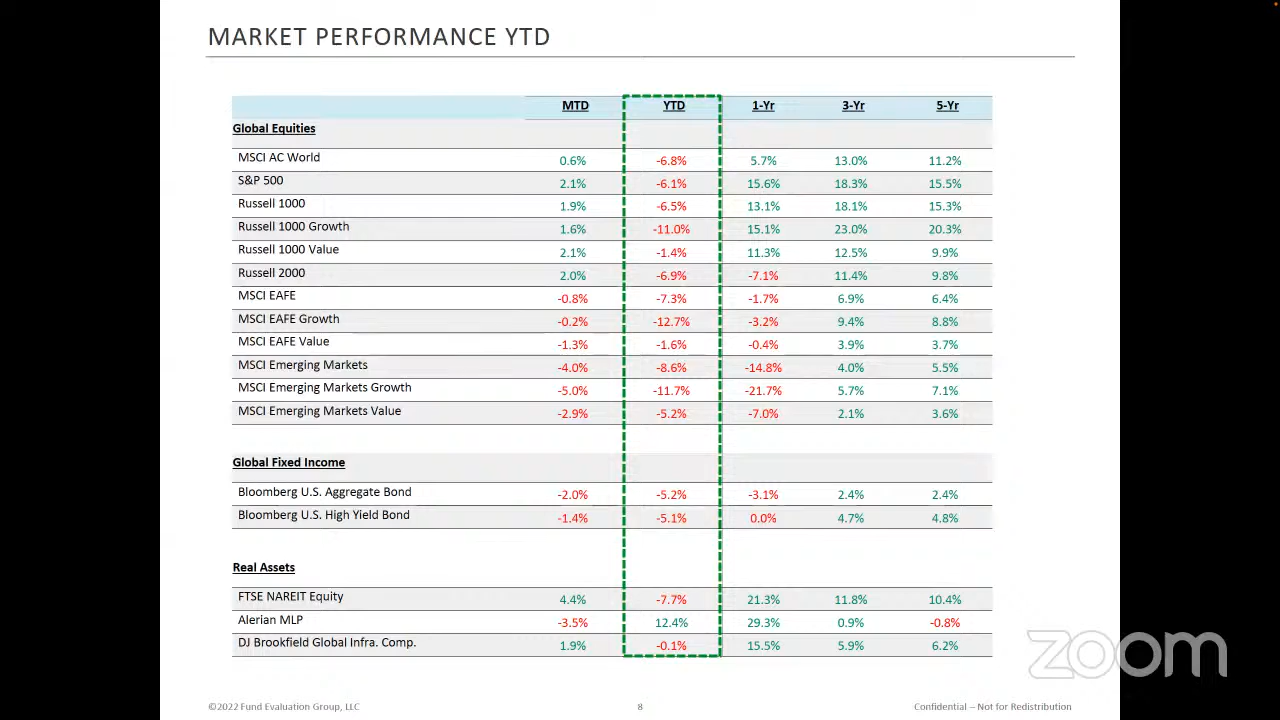 MARKET PERFORMANCE YTD
MTD YTD 1-Yr 3-Yr 5-Yr
Global Equities
MSCI AC World 0.6% -6.8% 5.7% 13.0% 11.2%
S&P 500 2.1% -6.1% 15.6% 18.3% 15.5%
Russell 1000 1.9% -6.5% 13.1% 18.1% 15.3%
Russell 1000 Growth 1.6% -11.0% 15.1% 23.0% 20.3%
Russell 1000 Value 2.1% -1.4% 11.3% 12.5% 9.9%
Russell 2000 2.0% -6.9% -7.1% 11.4% 9.8%
MSCI EAFE -0.8% -7.3% -1.7% 6.9% 6.4%
MSCI EAFE Growth -0.2% -12.7% -3.2% 9.4% 8.8%
MSCI EAFE Value -1.3% -1.6% -0.4% 3.9% 3.7%
MSCI Emerging Markets -4.0% -8.6% -14.8% 4.0% 5.5%
MSCI Emerging Markets Growth -5.0% -11.7% -21.7% 5.7% 7.1%
MSCI Emerging Markets Value -2.9% -5.2% -7.0% 2.1% 3.6%
Global Fixed Income
Bloomberg U.S. Aggregate Bond -2.0% -5.2% -3.1% 2.4% 2.4%
Bloomberg U.S. High Yield Bond -1.4% -5.1% 0.0% 4.7% 4.8%
Real Assets
FTSE NAREIT Equity 4.4% -7.7% 21.3% 11.8% 10.4%
Alerian MLP -3.5% 12.4% 29.3% 0.9% -0.8%
DJ Brookfield Global Infra. Comp. 1.9% -0.1% 15.5% 5.9% 6.2%
zoom
©2022 Fund Evaluation Group, LLC 8 Confidential – Not for Redistribution